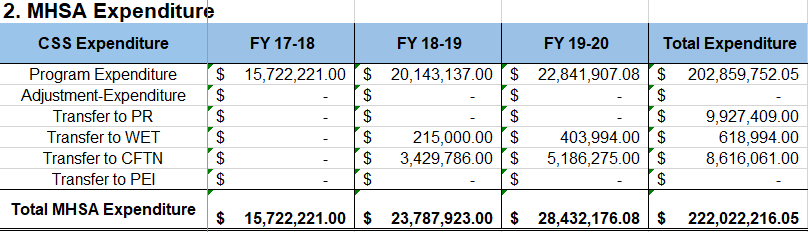 2. MHSA Expenditure
CSS Expenditure FY 17-18 FY 18-19 FY 19-20 Total Expenditure
Program Expenditure $ 15,722,221.00 $ 20,143,137.00 $ 22,841,907.08 $ 202,859,752.05
Adjustment-Expenditure $ - $ - $ - $ -
Transfer to PR $ - $ - $ - $ 9,927,409.00
Transfer to WET $ - $ 215,000.00 $ 403,994.00 $ 618,994.00
Transfer to CFTN $ - $ 3,429,786.00 $ 5,186,275.00 $ 8,616,061.00
Transfer to PEI $ - $ - $ - $ -
Total MHSA Expenditure $ 15,722,221.00 $ 23,787,923.00 $ 28,432,176.08 $ 222,022,216.05